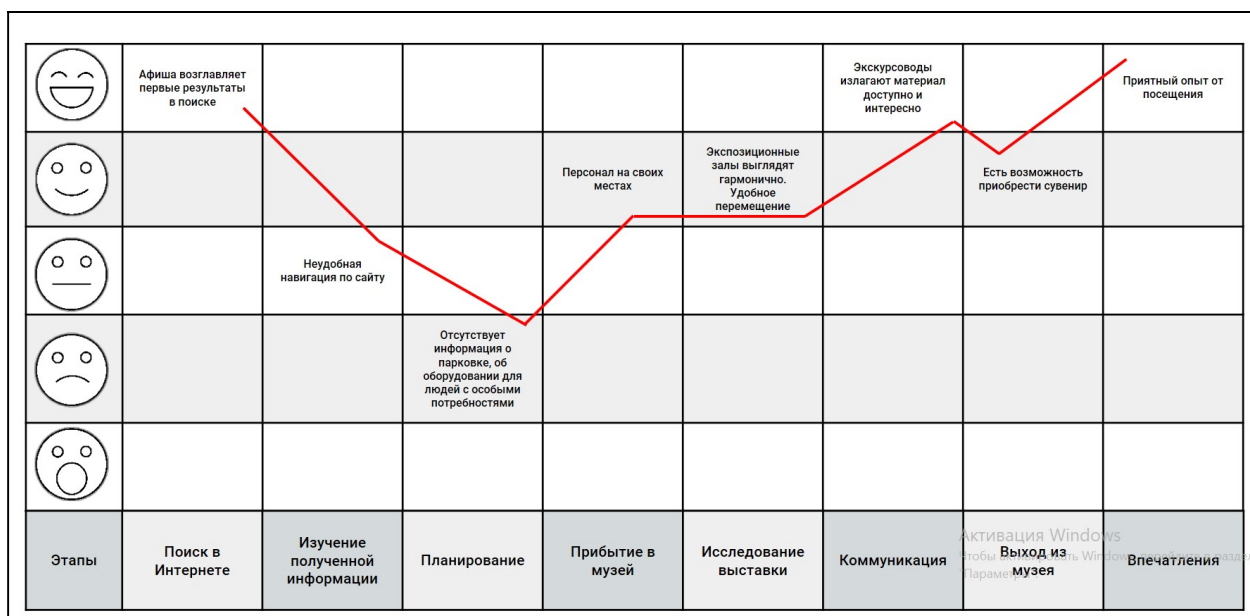 Афиша возглавляет
первые результаты
в поиске
Экскурсоводы
излагают материал
доступно и
интересно
Приятный опыт от
посещения
Персонал на своих
местах
Экспозиционные
залы выглядят
гармонично.
Удобное
перемещение
Есть возможность
приобрести сувенир
Неудобная
навигация по сайту
Отсутствует
информация о
парковке, об
оборудовании для
людей с особыми
потребностями
Этапы
Поиск в
Интернете
Изучение
полученной
информации
Планирование
Прибытие в
музей
Исследование
выставки
Коммуникация
Выход из
музея
Впечатления
Активация Windows
Чтобы
Windows
"Параметры